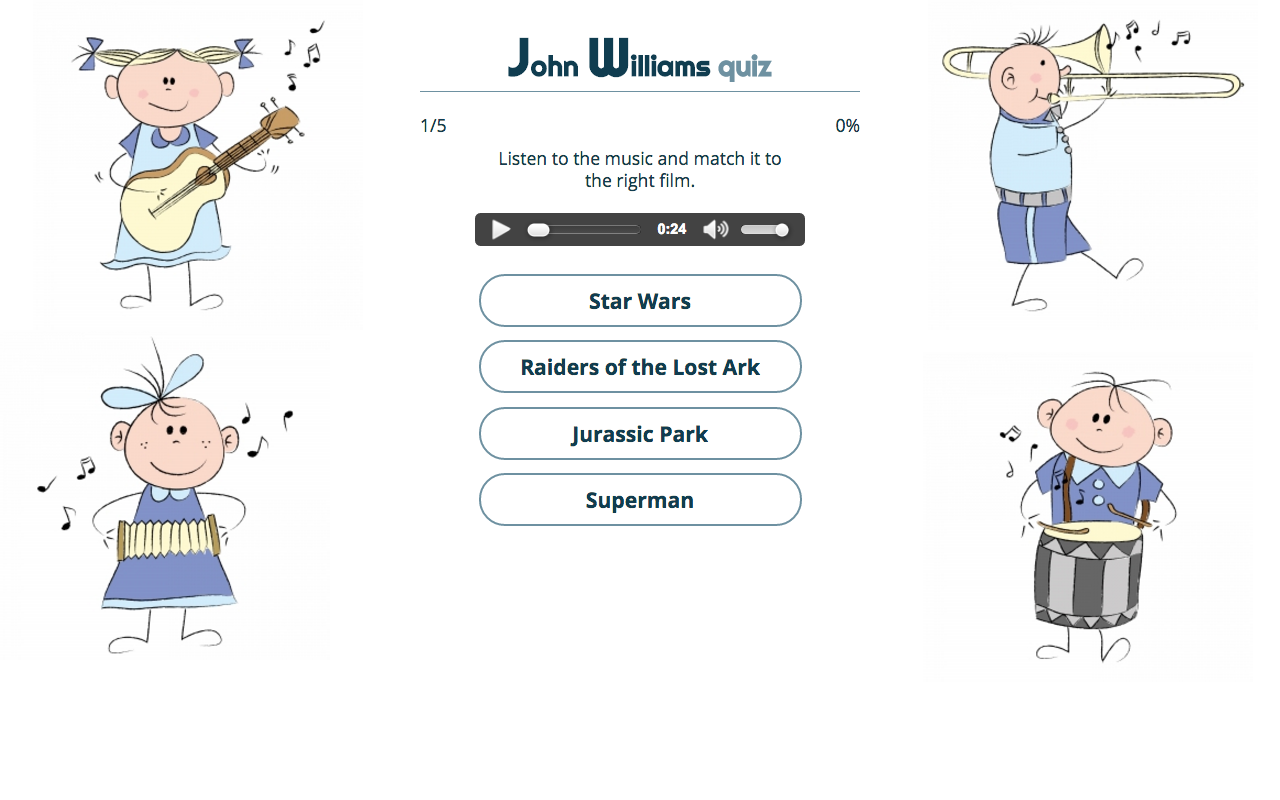 John Williams quiz
1/5
0%
Listen to the music and match it to
the right film.
0:24
Star Wars
Raiders of the Lost Ark
Jurassic Park
Superman